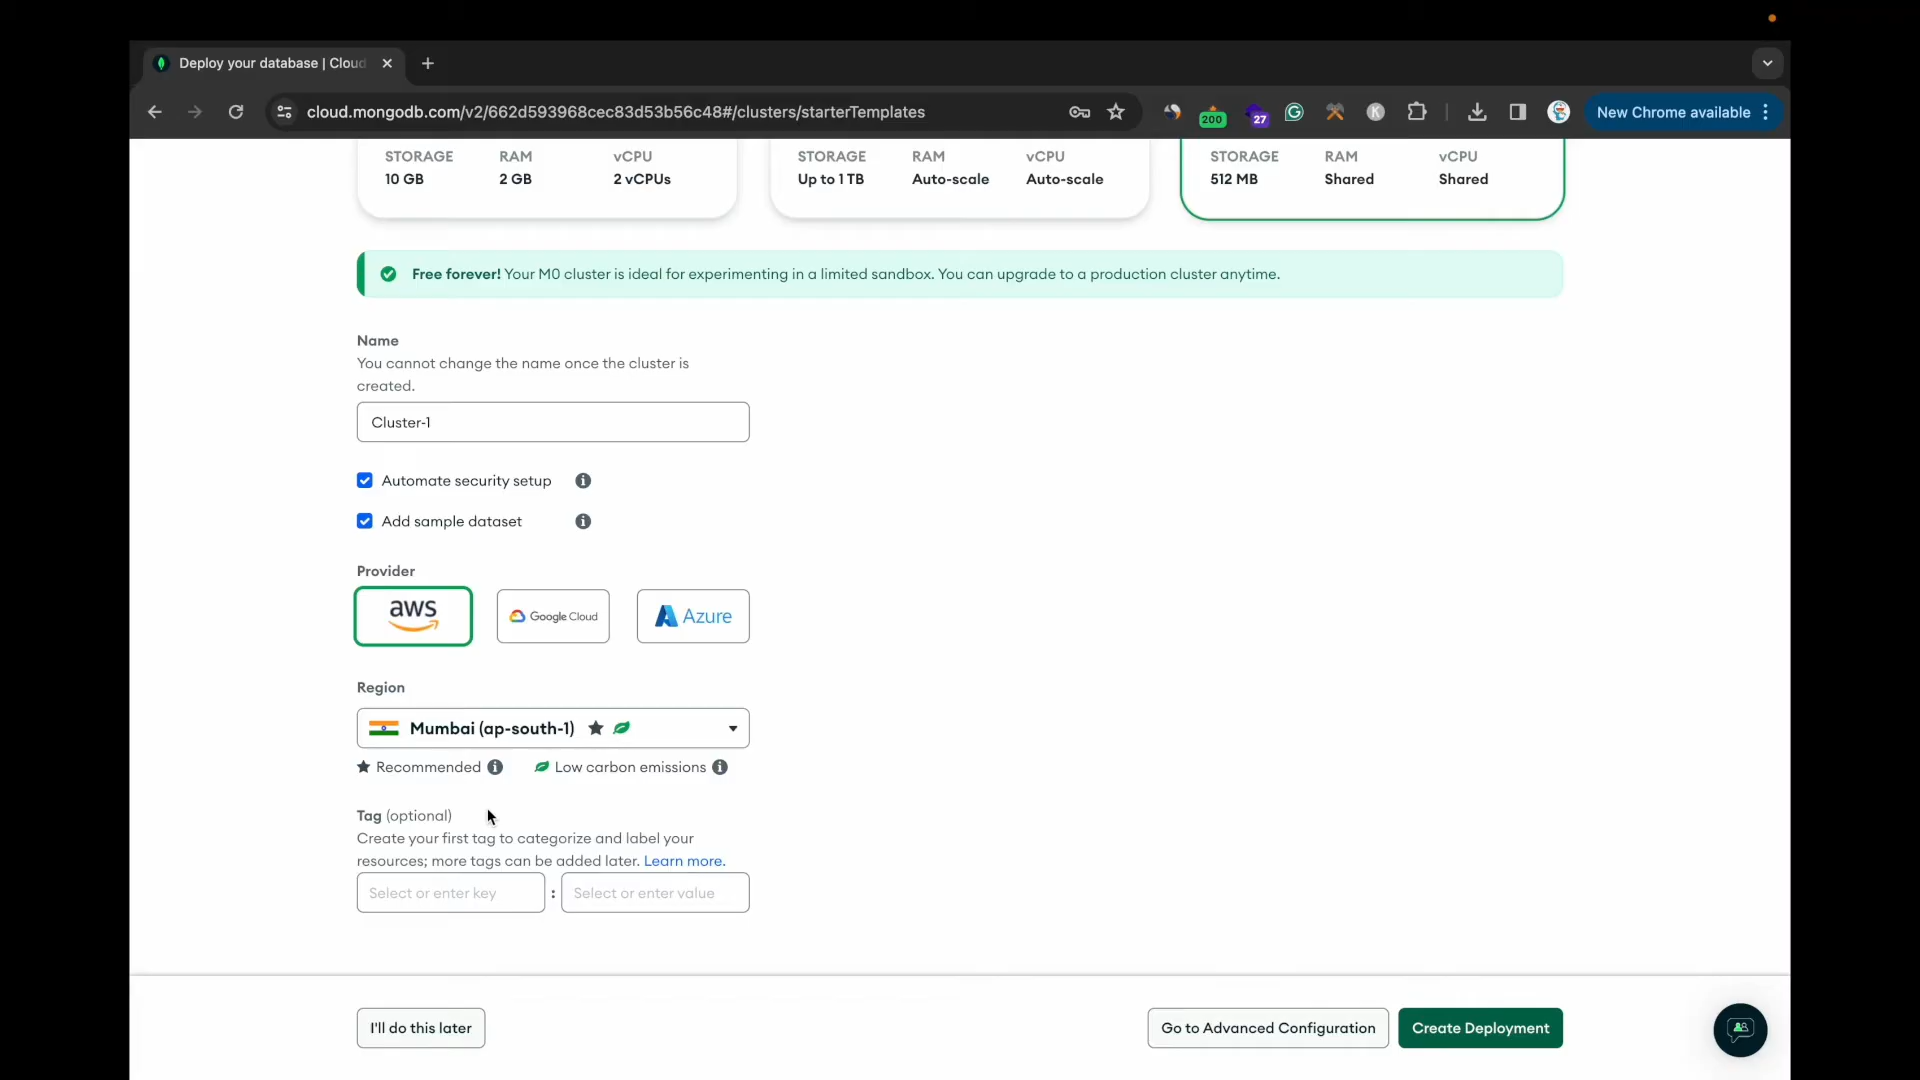 Deploy your database | Cloud
cloud.mongodb.com/v2/662d593968cec83d53b56c48#/clusters/starterTemplates
200
27
K
New Chrome available
STORAGE RAM vCPU
10 GB 2 GB 2 vCPUs
STORAGE RAM vCPU
Up to 1 TB Auto-scale Auto-scale
STORAGE RAM vCPU
512 MB Shared Shared
Free forever! Your M0 cluster is ideal for experimenting in a limited sandbox. You can upgrade to a production cluster anytime.
Name
You cannot change the name once the cluster is
created.
Cluster-1
Automate security setup
Add sample dataset
Provider
aws
Google Cloud
Azure
Region
Mumbai (ap-south-1)
Recommended Low carbon emissions
Tag (optional)
Create your first tag to categorize and label your
resources; more tags can be added later. Learn more.
Select or enter key : Select or enter value
I'll do this later
Go to Advanced Configuration
Create Deployment